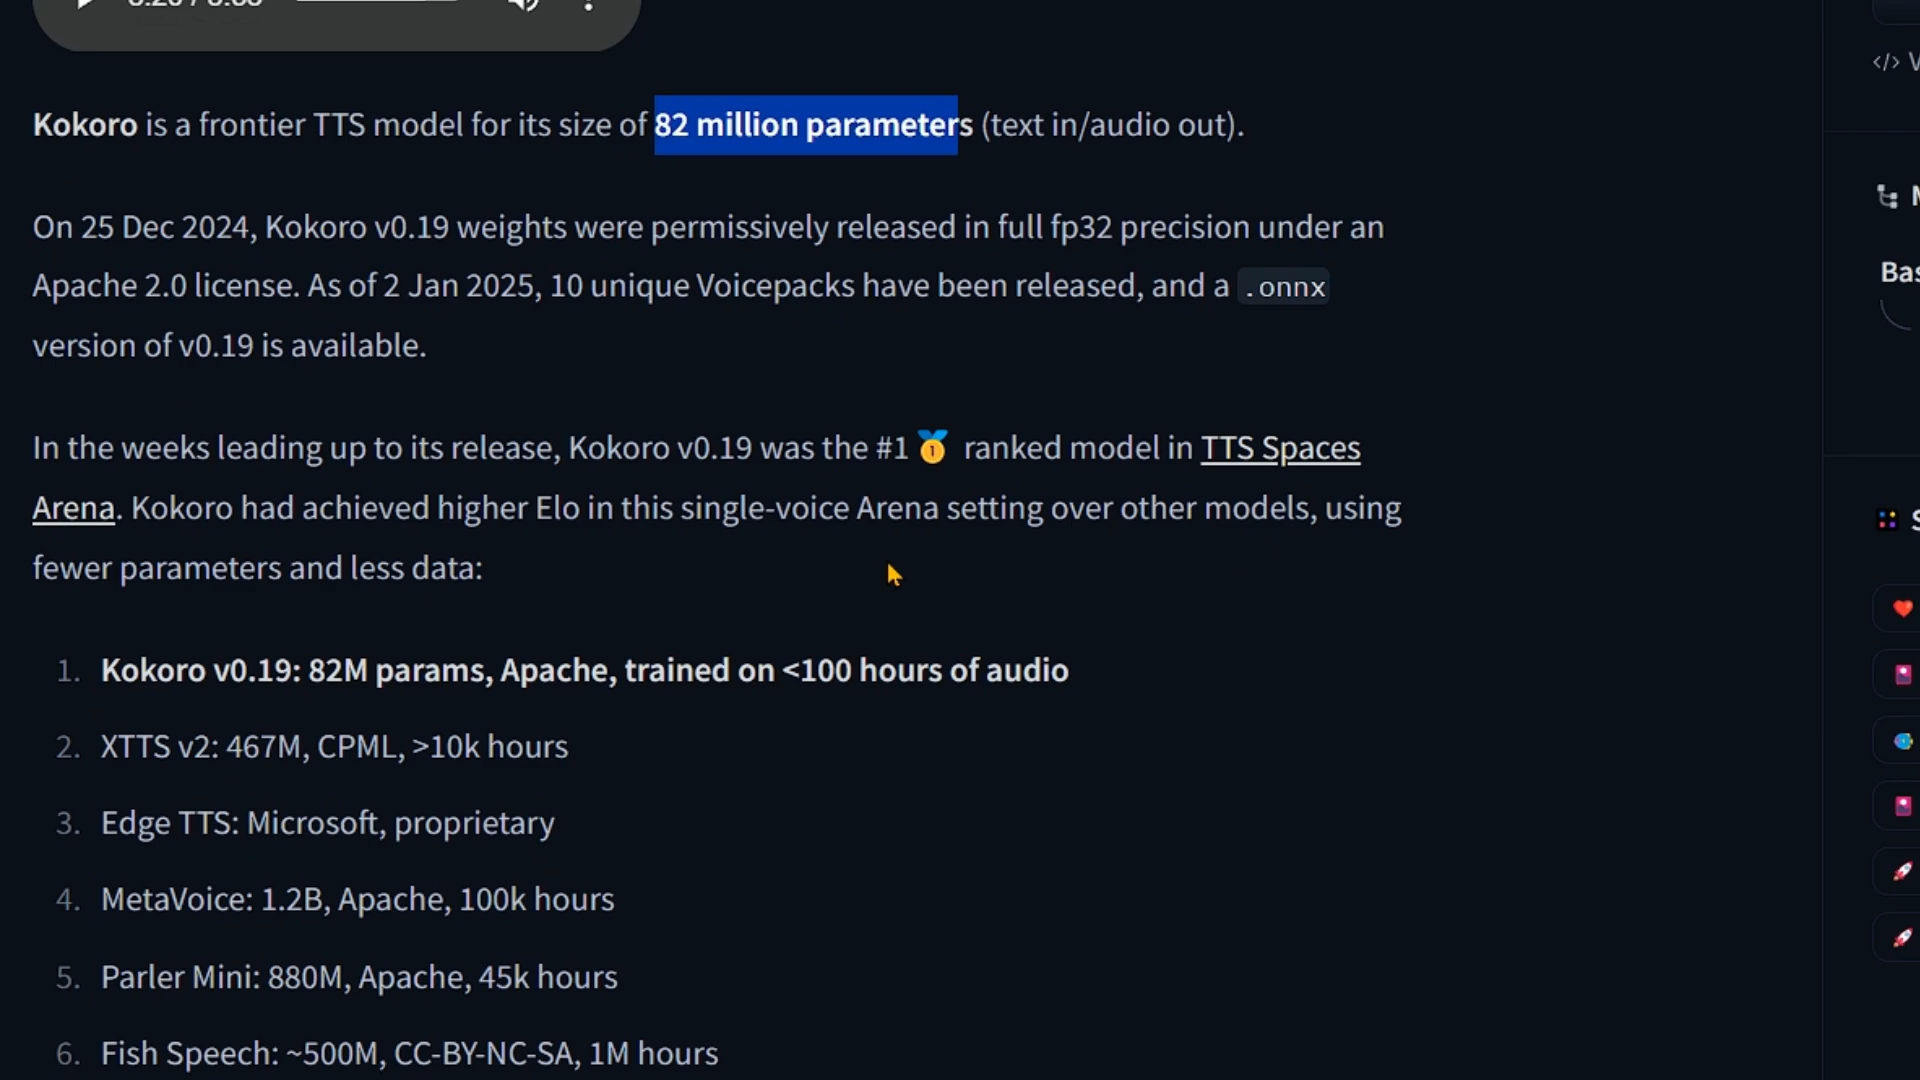 Kokoro is a frontier TTS model for its size of 82 million parameters (text in/audio out).
On 25 Dec 2024, Kokoro v0.19 weights were permissively released in full fp32 precision under an
Apache 2.0 license. As of 2 Jan 2025, 10 unique Voicepacks have been released, and a .onnx
version of v0.19 is available.
In the weeks leading up to its release, Kokoro v0.19 was the #1🥇 ranked model in TTS Spaces
Arena. Kokoro had achieved higher Elo in this single-voice Arena setting over other models, using
fewer parameters and less data:
1. Kokoro v0.19: 82M params, Apache, trained on <100 hours of audio
2. XTTS v2: 467M, CPML, >10k hours
3. Edge TTS: Microsoft, proprietary
4. MetaVoice: 1.2B, Apache, 100k hours
5. Parler Mini: 880M, Apache, 45k hours
6. Fish Speech: ~500M, CC-BY-NC-SA, 1M hours
Bas